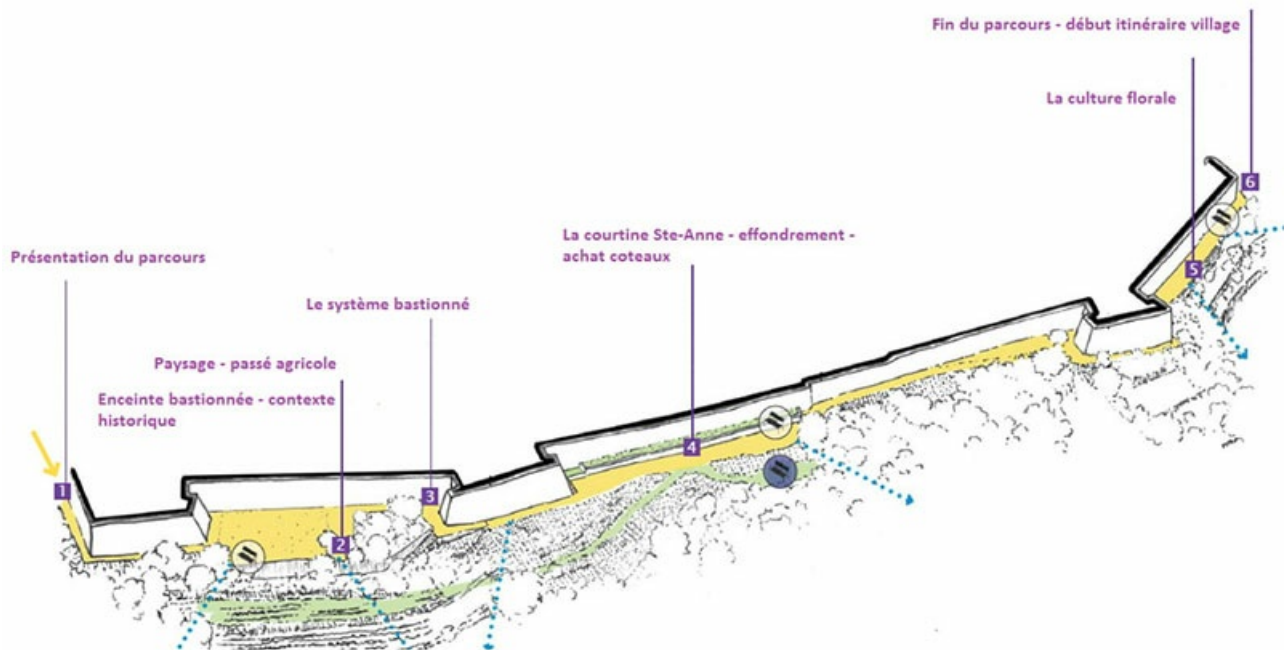 Fin du parcours - début itinéraire village
La culture florale
6
La courtine Ste-Anne - effondrement -
achat coteaux
Présentation du parcours
5
Le système bastionné
Paysage - passé agricole
Enceinte bastionnée - contexte
historique
4
1
3
2